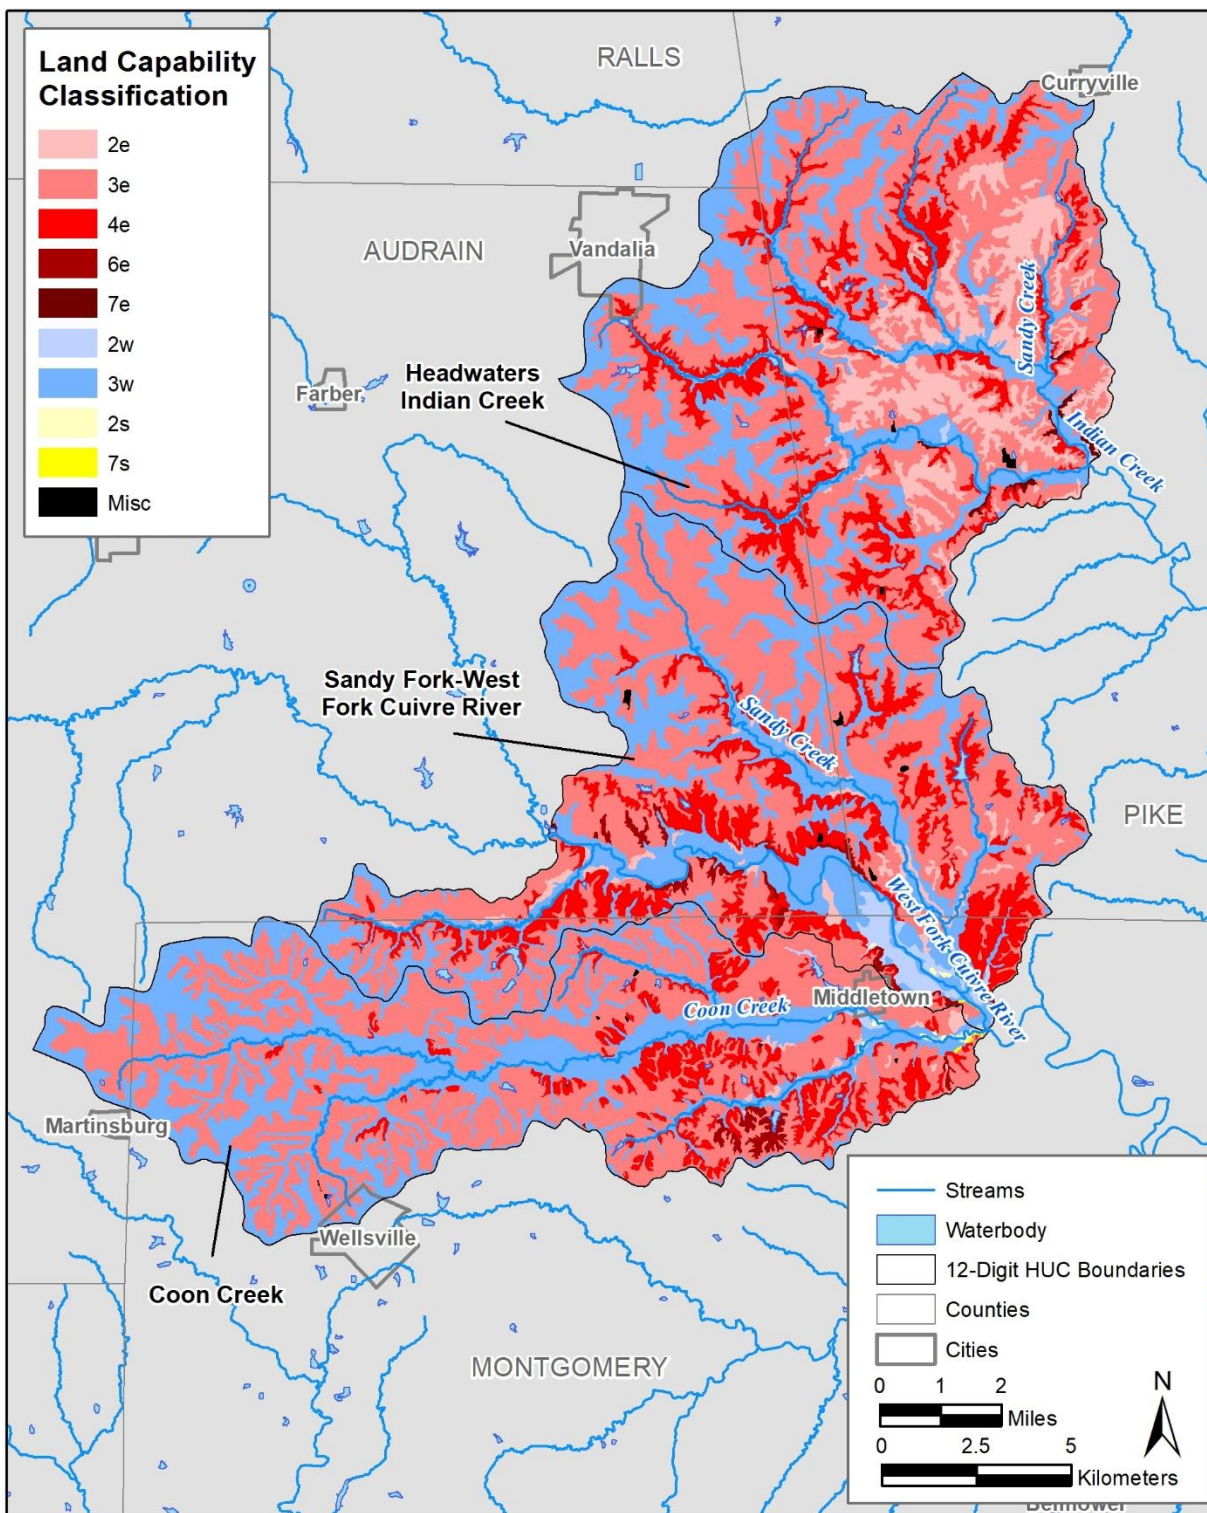 Land Capability
Classification
2e
3e
4e
6e
7e
2w
3w
2s
7s
Misc
RALLS
Curryville
AUDRAIN
Vandalia
Farber
Headwaters
Indian Creek
Sandy Creek
Indian Creek
Sandy Fork-West
Fork Cuivre River
Sandy Creek
PIKE
West Fork Cuivre River
Middletown
Coon Creek
Martinsburg
Wellsville
Coon Creek
MONTGOMERY
Streams
Waterbody
12-Digit HUC Boundaries
Counties
Cities
0 1 2
Miles
0 2.5 5
Kilometers
N